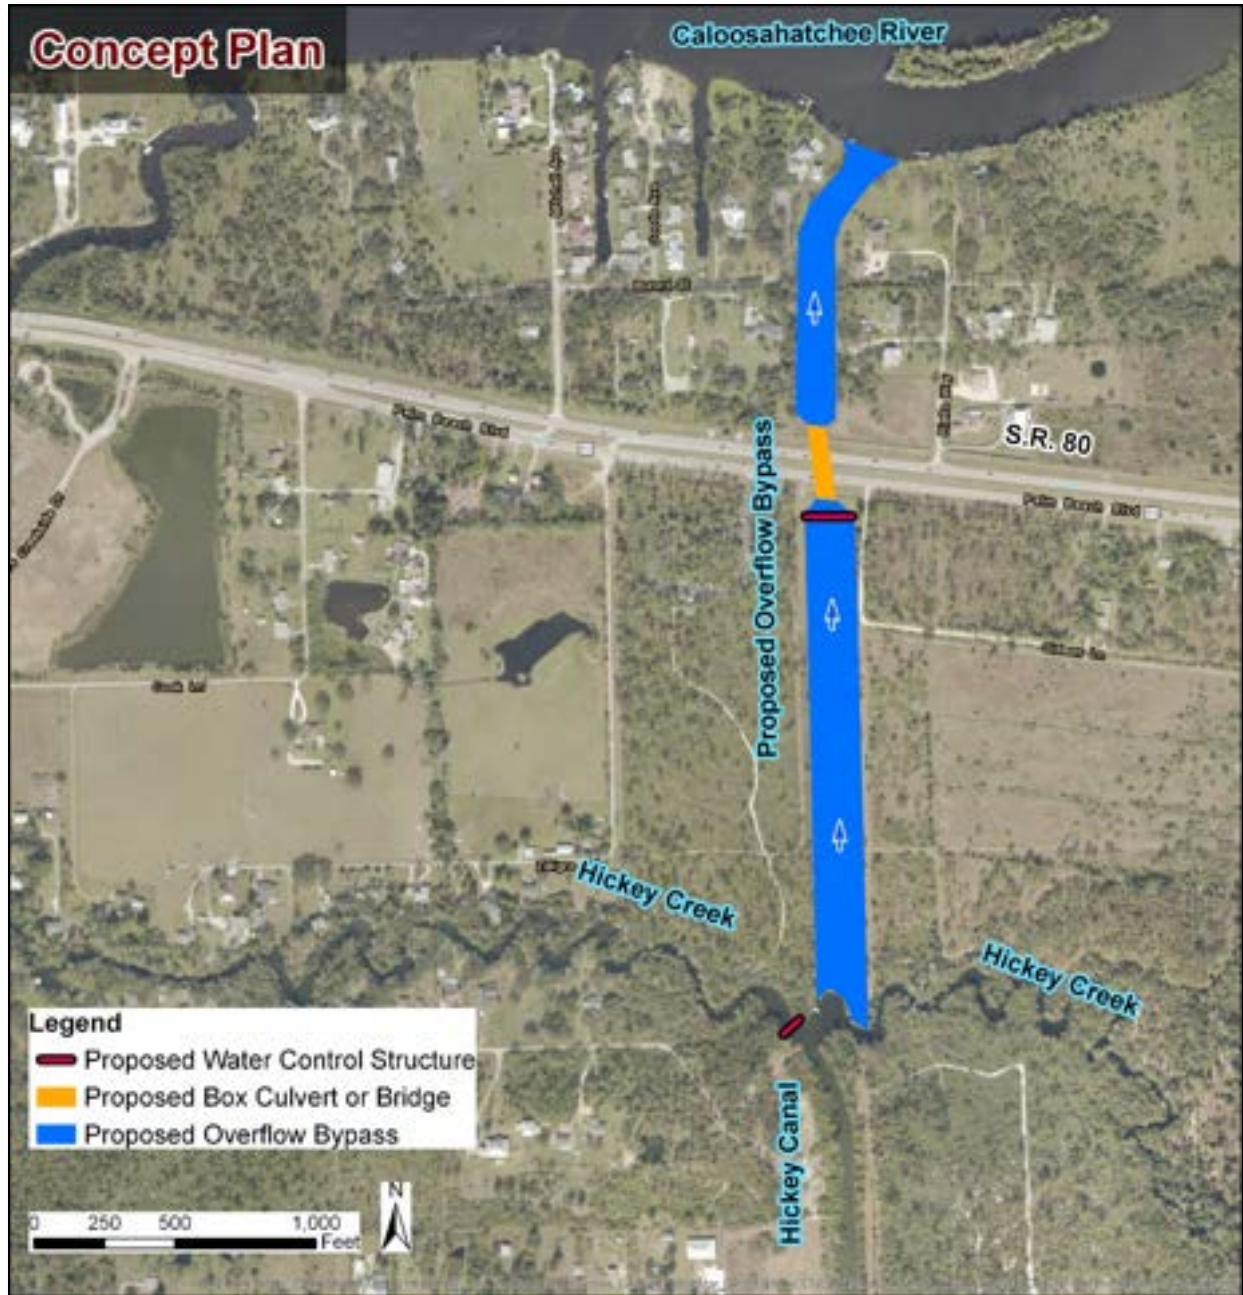 Concept Plan
Caloosahatchee River
S.R. 80
Palm Beach Blvd
Palm Beach Blvd
Proposed Overflow Bypass
Cook Ln
Hickey Creek
Hickey Creek
Hickey Canal
Legend
Proposed Water Control Structure
Proposed Box Culvert or Bridge
Proposed Overflow Bypass
N
0 250 500 1,000
Feet